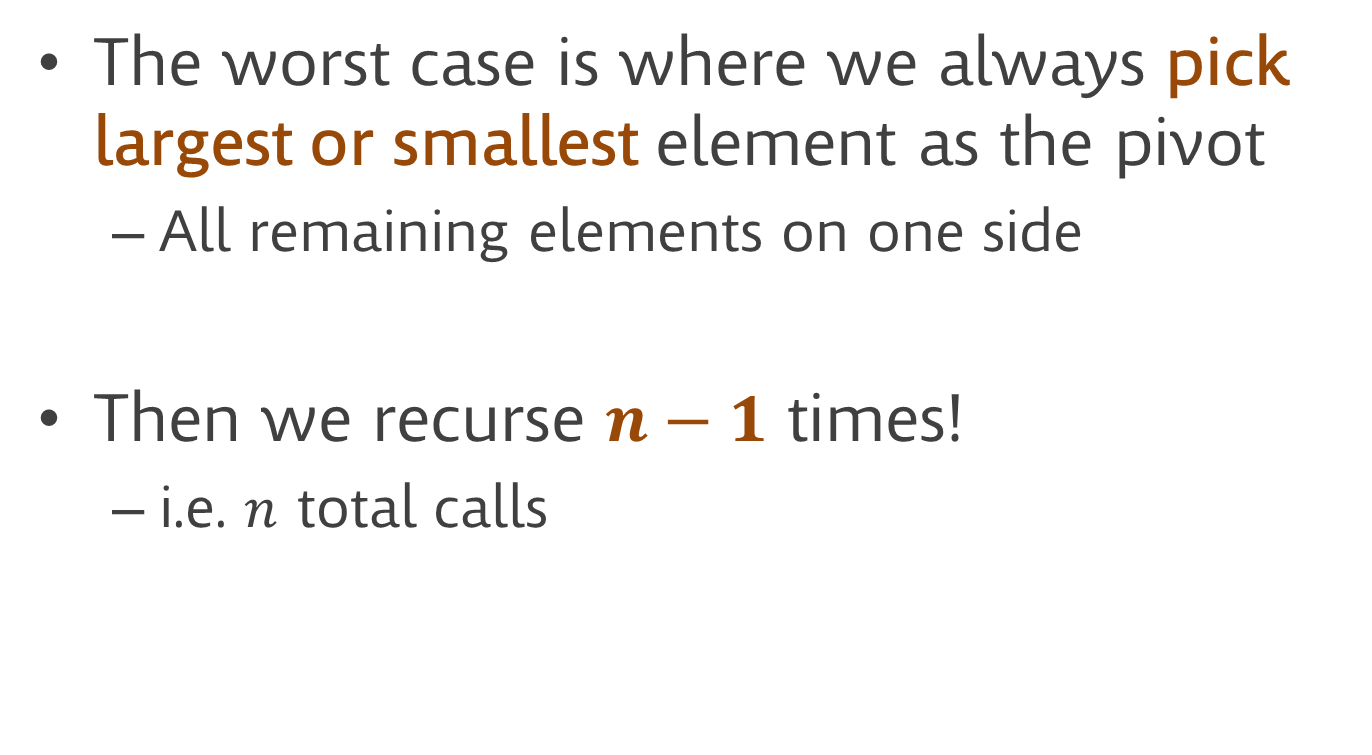 • The worst case is where we always pick
largest or smallest element as the pivot
– All remaining elements on one side
• Then we recurse n − 1 times!
– i.e. n total calls